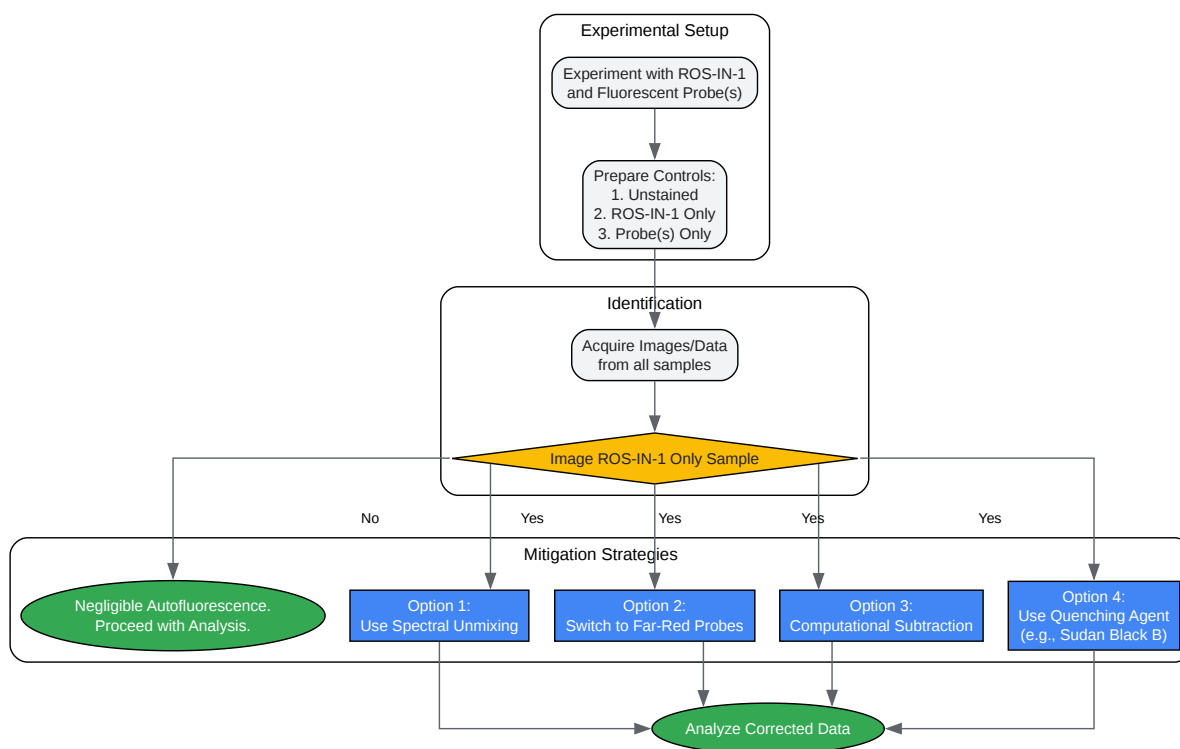 Experimental Setup
Experiment with ROS-IN-1
and Fluorescent Probe(s)
Prepare Controls:
1. Unstained
2. ROS-IN-1 Only
3. Probe(s) Only
Identification
Acquire Images/Data
from all samples
Image ROS-IN-1 Only Sample
No
Yes
Yes
Yes
Yes
Mitigation Strategies
Negligible Autofluorescence.
Proceed with Analysis.
Option 1:
Use Spectral Unmixing
Option 2:
Switch to Far-Red Probes
Option 3:
Computational Subtraction
Option 4:
Use Quenching Agent
(e.g., Sudan Black B)
Analyze Corrected Data